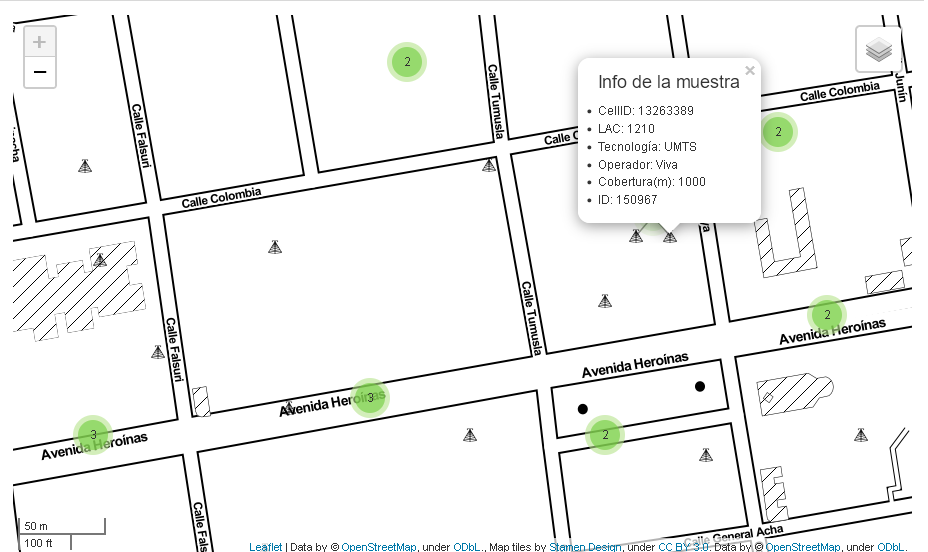 +
−
2
×
Info de la muestra
CellID: 13263389
LAC: 1210
Tecnología: UMTS
Operador: Viva
Cobertura(m): 1000
ID: 150967
Calle Tumusla
Calle Colombia
Junín
2
Calle Falsuri
Calle
Calle Colombia
2
Avenida Heroínas
Calle Tumusla
Calle Falsuri
Avenida Heroínas
Avenida Heroínas
3
3
Avenida Heroínas
2
Calle Falsuri
Calle General Acha
50 m
100 ft
Leaflet | Data by © OpenStreetMap, under ODbL., Map tiles by Stamen Design, under CC BY 3.0. Data by © OpenStreetMap, under ODbL.